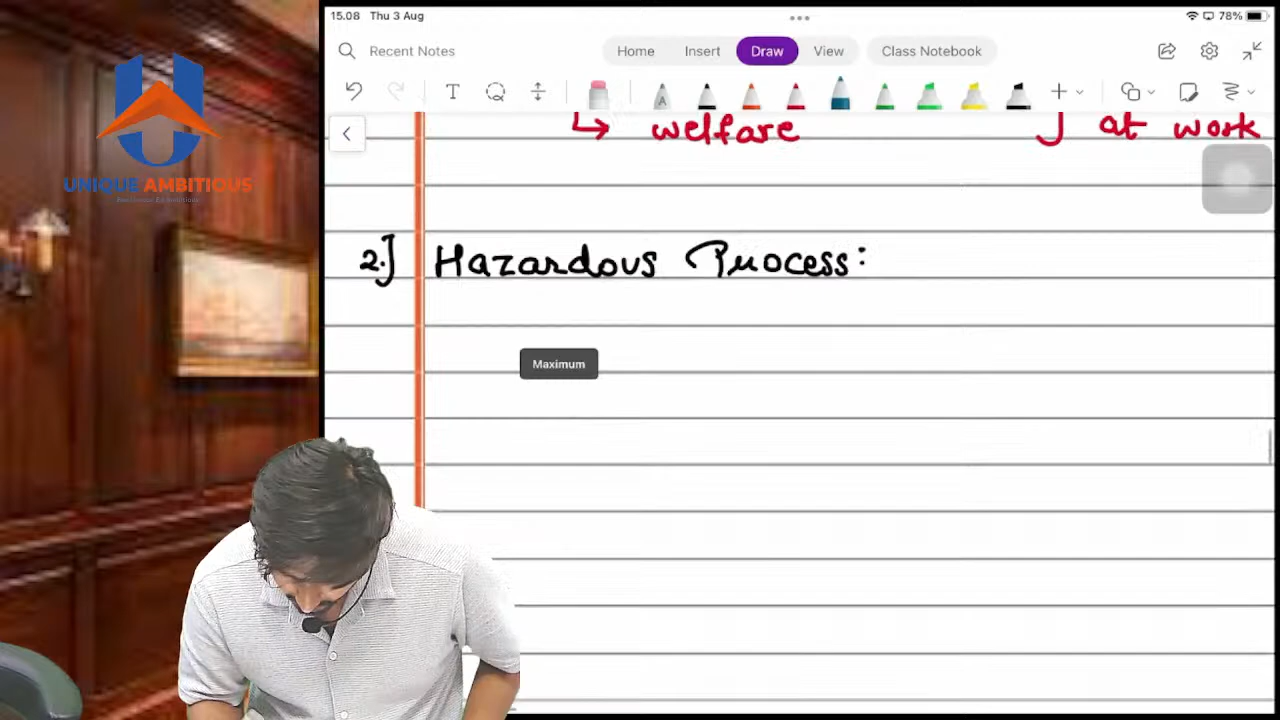 15.08 Thu 3 Aug
78%
Recent Notes
Home Insert Draw View Class Notebook
UNIQUE AMBITIOUS
↳ welfare ] at work
2.] Hazardous Process:
Maximum